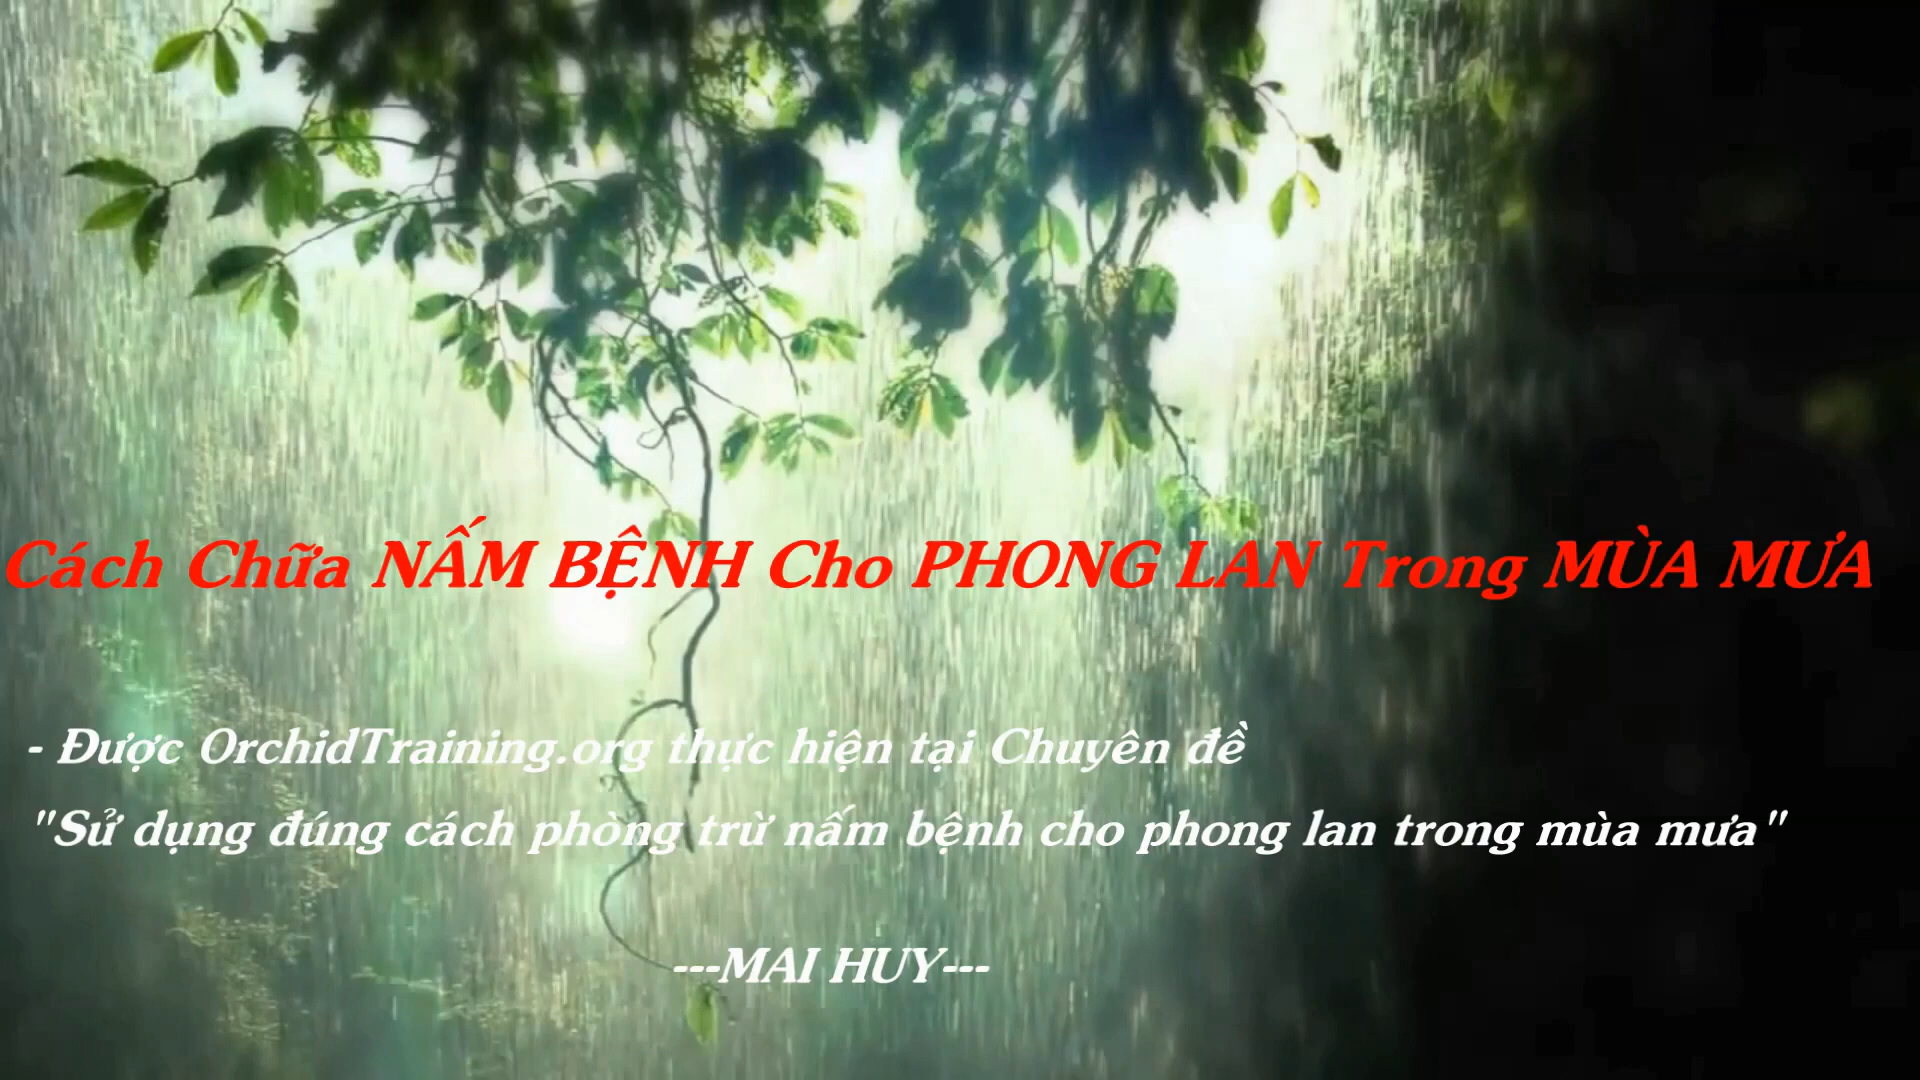 Cách Chữa NẤM BỆNH Cho PHONG LAN Trong MÙA MƯA
- Được OrchidTraining.org thực hiện tại Chuyên đề
"Sử dụng đúng cách phòng trừ nấm bệnh cho phong lan trong mùa mưa"
---MAI HUY---